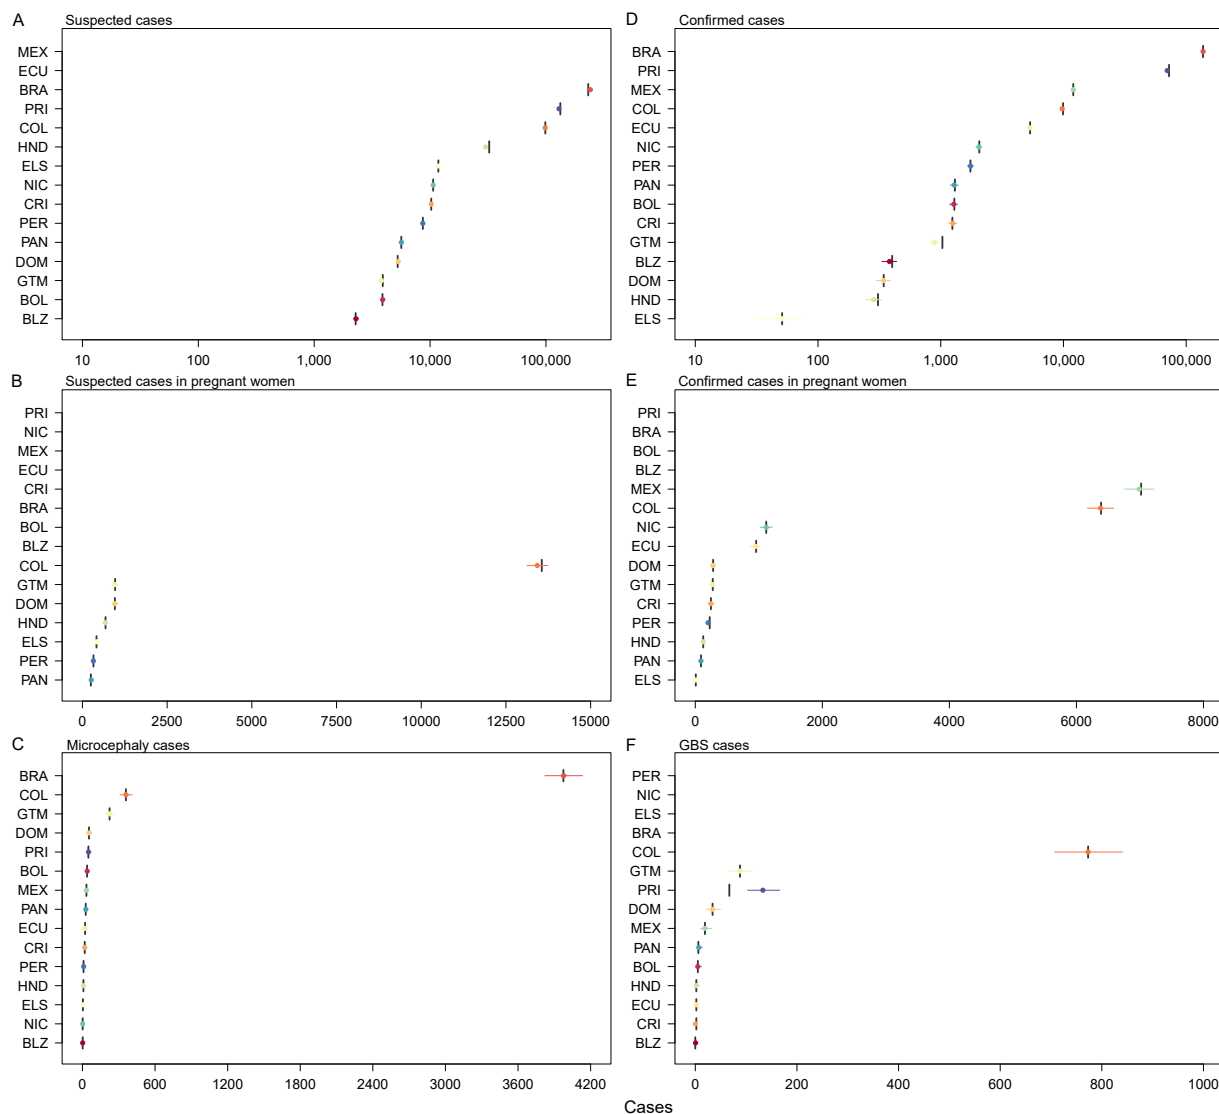 A Suspected cases
MEX
ECU
BRA
PRI
COL
HND
ELS
NIC
CRI
PER
PAN
DOM
GTM
BOL
BLZ
10 100 1,000 10,000 100,000
D Confirmed cases
BRA
PRI
MEX
COL
ECU
NIC
PER
PAN
BOL
CRI
GTM
BLZ
DOM
HND
ELS
10 100 1,000 10,000 100,000
B Suspected cases in pregnant women
PRI
NIC
MEX
ECU
CRI
BRA
BOL
BLZ
COL
GTM
DOM
HND
ELS
PER
PAN
0 2500 5000 7500 10000 12500 15000
E Confirmed cases in pregnant women
PRI
BRA
BOL
BLZ
MEX
COL
NIC
ECU
DOM
GTM
CRI
PER
HND
PAN
ELS
0 2000 4000 6000 8000
C Microcephaly cases
BRA
COL
GTM
DOM
PRI
BOL
MEX
PAN
ECU
CRI
PER
HND
ELS
NIC
BLZ
0 600 1200 1800 2400 3000 3600 4200
F GBS cases
PER
NIC
ELS
BRA
COL
GTM
PRI
DOM
MEX
PAN
BOL
HND
ECU
CRI
BLZ
0 200 400 600 800
Cases